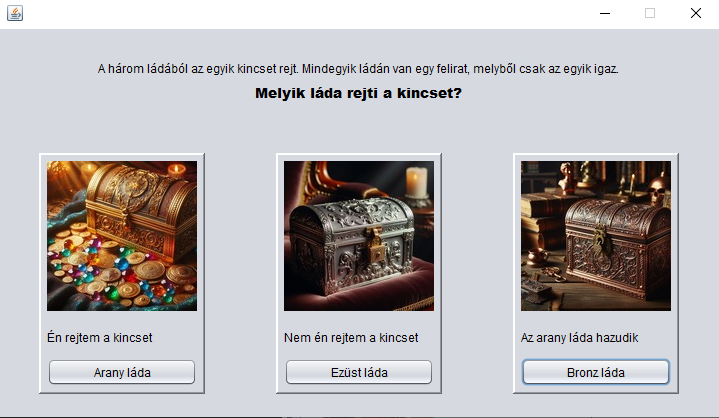 A három ládából az egyik kincset rejt. Mindegyik ládán van egy felirat, melyből csak az egyik igaz.
Melyik láda rejti a kincset?
Én rejtem a kincset
Nem én rejtem a kincset
Az arany láda hazudik
Arany láda
Ezüst láda
Bronz láda